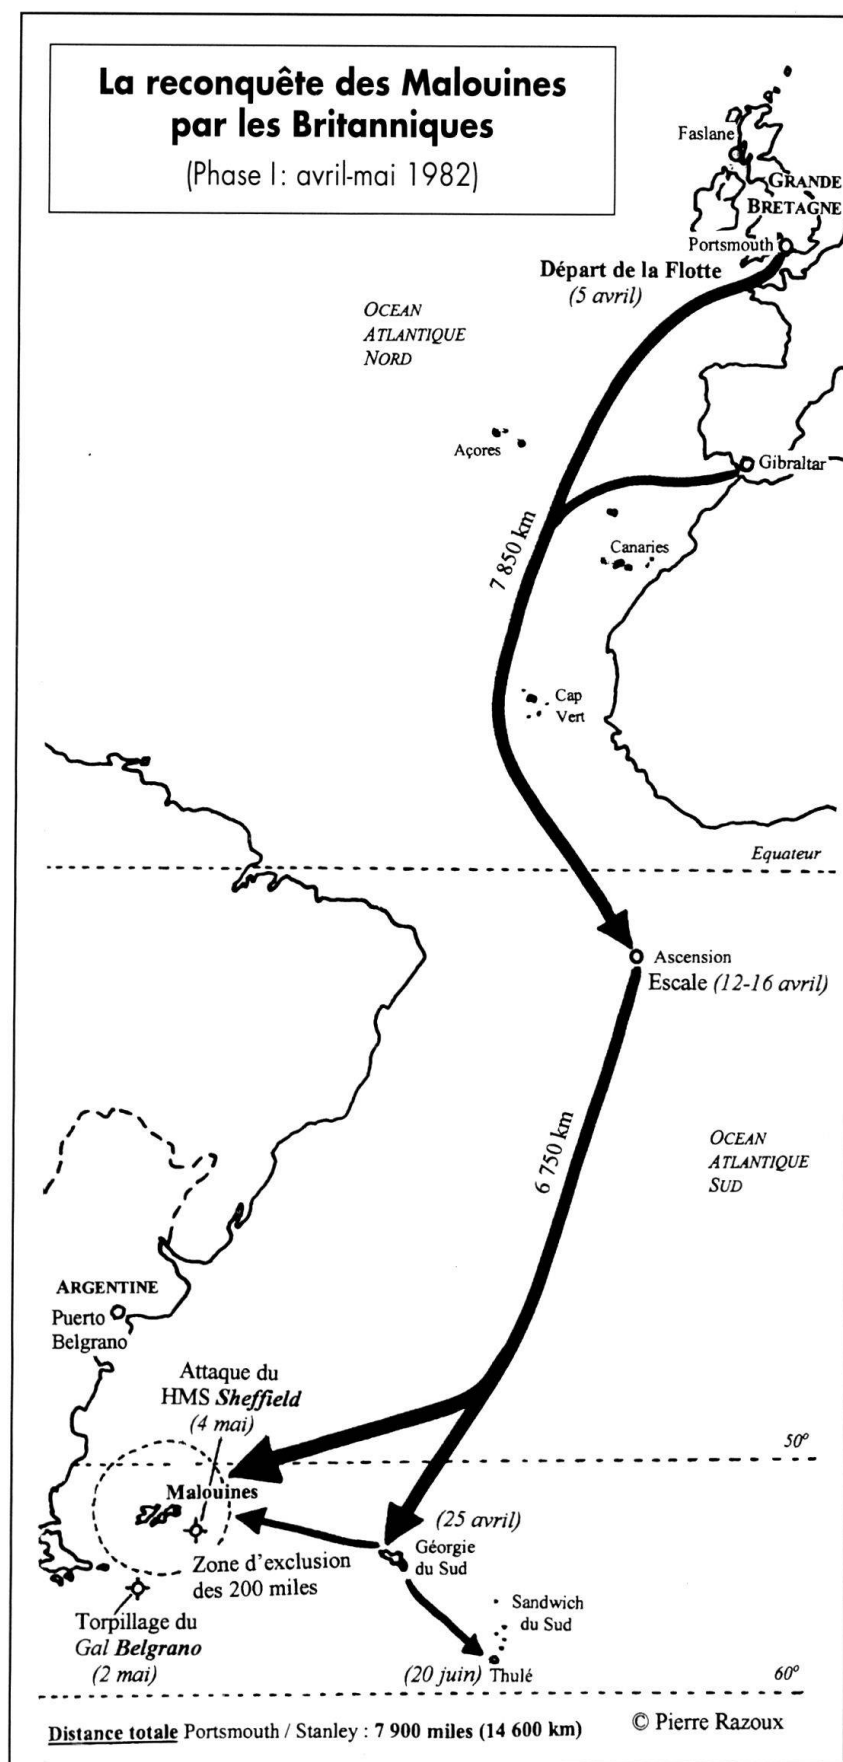 La reconquête des Malouines
par les Britanniques
(Phase I : avril-mai 1982)
Faslane
GRANDE
BRETAGNE
Portsmouth
Départ de la Flotte
(5 avril)
OCEAN
ATLANTIQUE
NORD
Açores
Gibraltar
7 850 km
Canaries
Cap
Vert
Equateur
Ascension
Escale (12-16 avril)
6 750 km
OCEAN
ATLANTIQUE
SUD
ARGENTINE
Puerto
Belgrano
Attaque du
HMS Sheffield
(4 mai)
50°
Malouines
(25 avril)
Géorgie
du Sud
Zone d'exclusion
des 200 miles
Torpillage du
Gal Belgrano
(2 mai)
Sandwich
du Sud
(20 juin) Thulé
60°
Distance totale Portsmouth / Stanley : 7 900 miles (14 600 km)
© Pierre Razoux